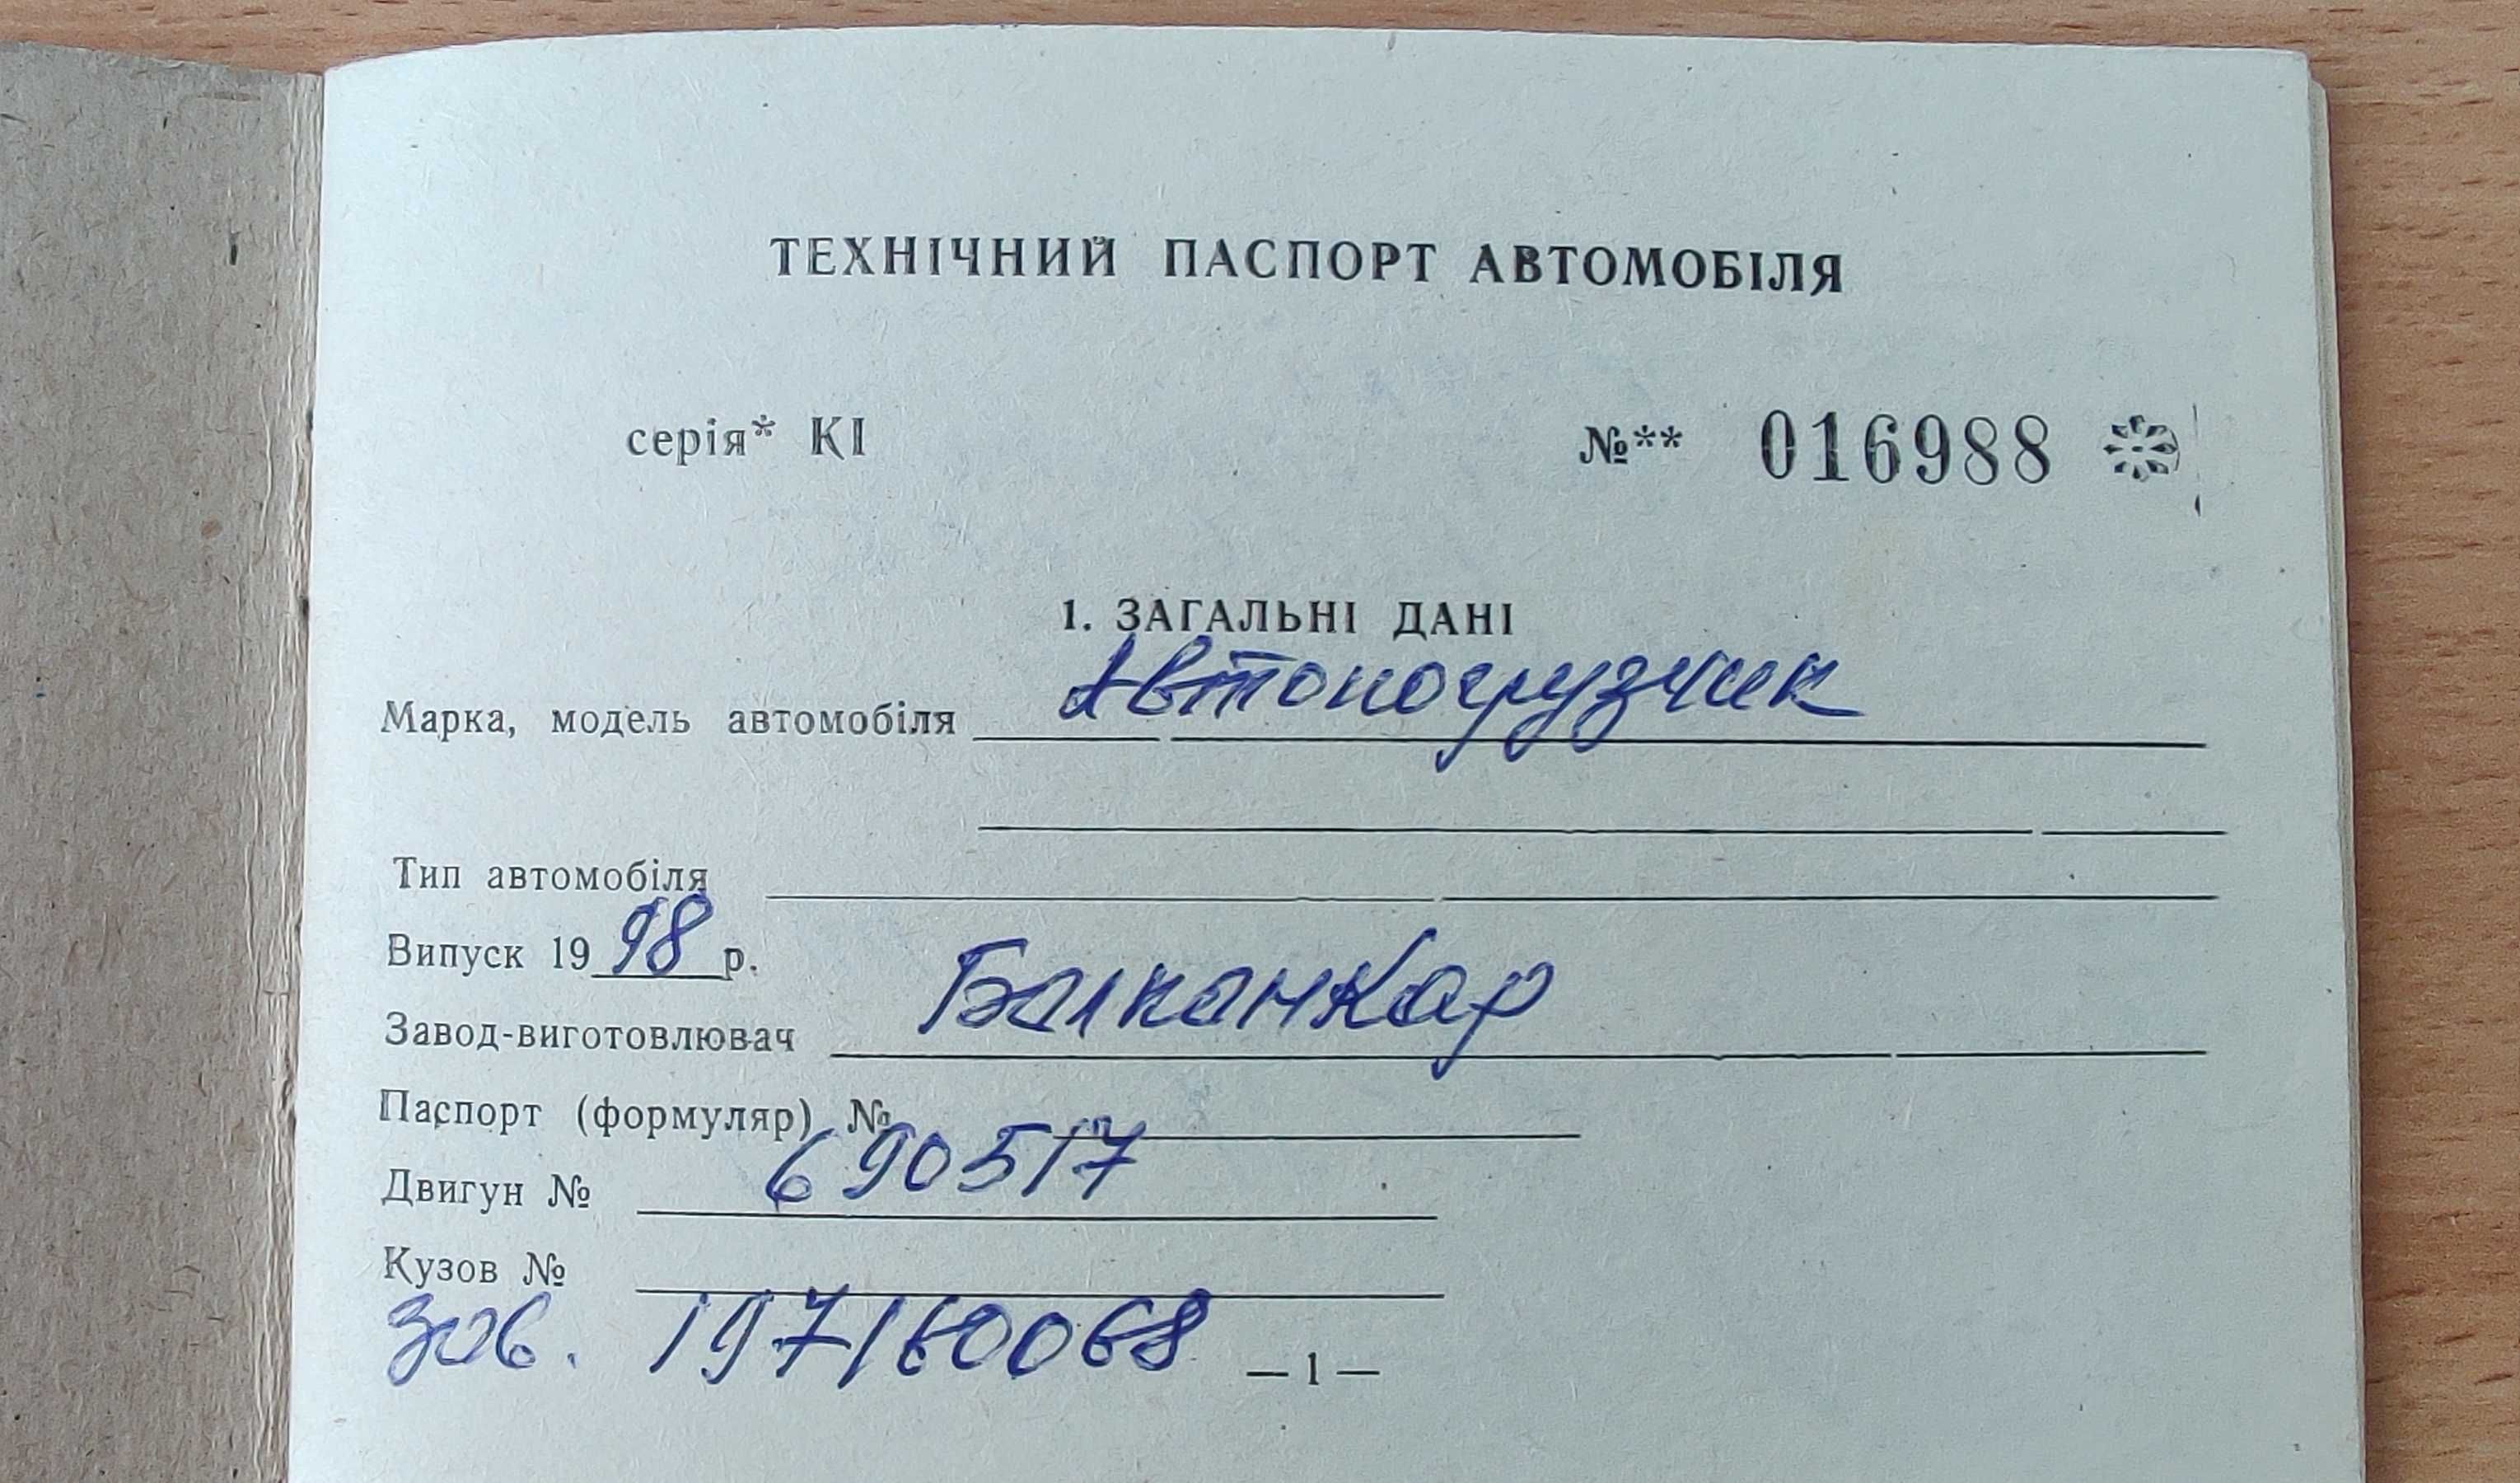 ТЕХНІЧНИЙ ПАСПОРТ АВТОМОБІЛЯ
серія* КІ №** 016988
1. ЗАГАЛЬНІ ДАНІ
Марка, модель автомобіля Автопогрузчик
Тип автомобіля
Випуск 1998 р.
Завод-виготовлювач БалканКар
Паспорт (формуляр) №
Двигун № 690517
Кузов №
зав. 197160068
— 1 —